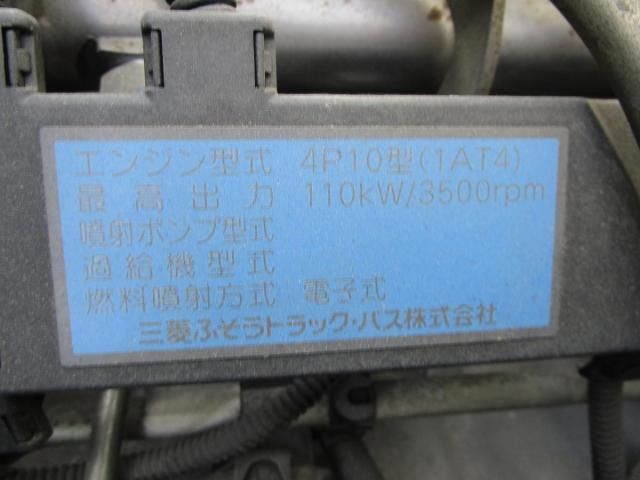 エンジン型式 4P10型(1AT4)
最高出力 110kW/3500rpm
噴射ポンプ型式
過給機型式
燃料噴射方式 電子式
三菱ふそうトラック・バス株式会社